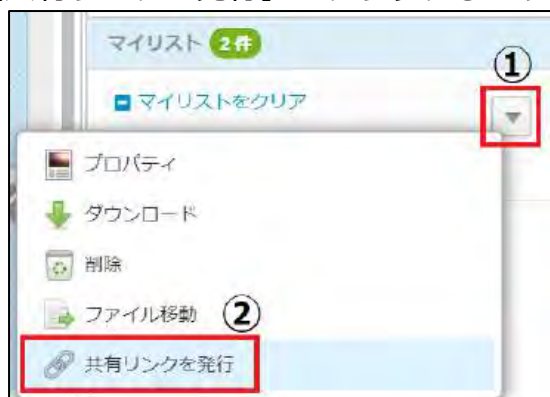 マイリスト 2件
①
マイリストをクリア
プロパティ
ダウンロード
削除
ファイル移動 ②
共有リンクを発行